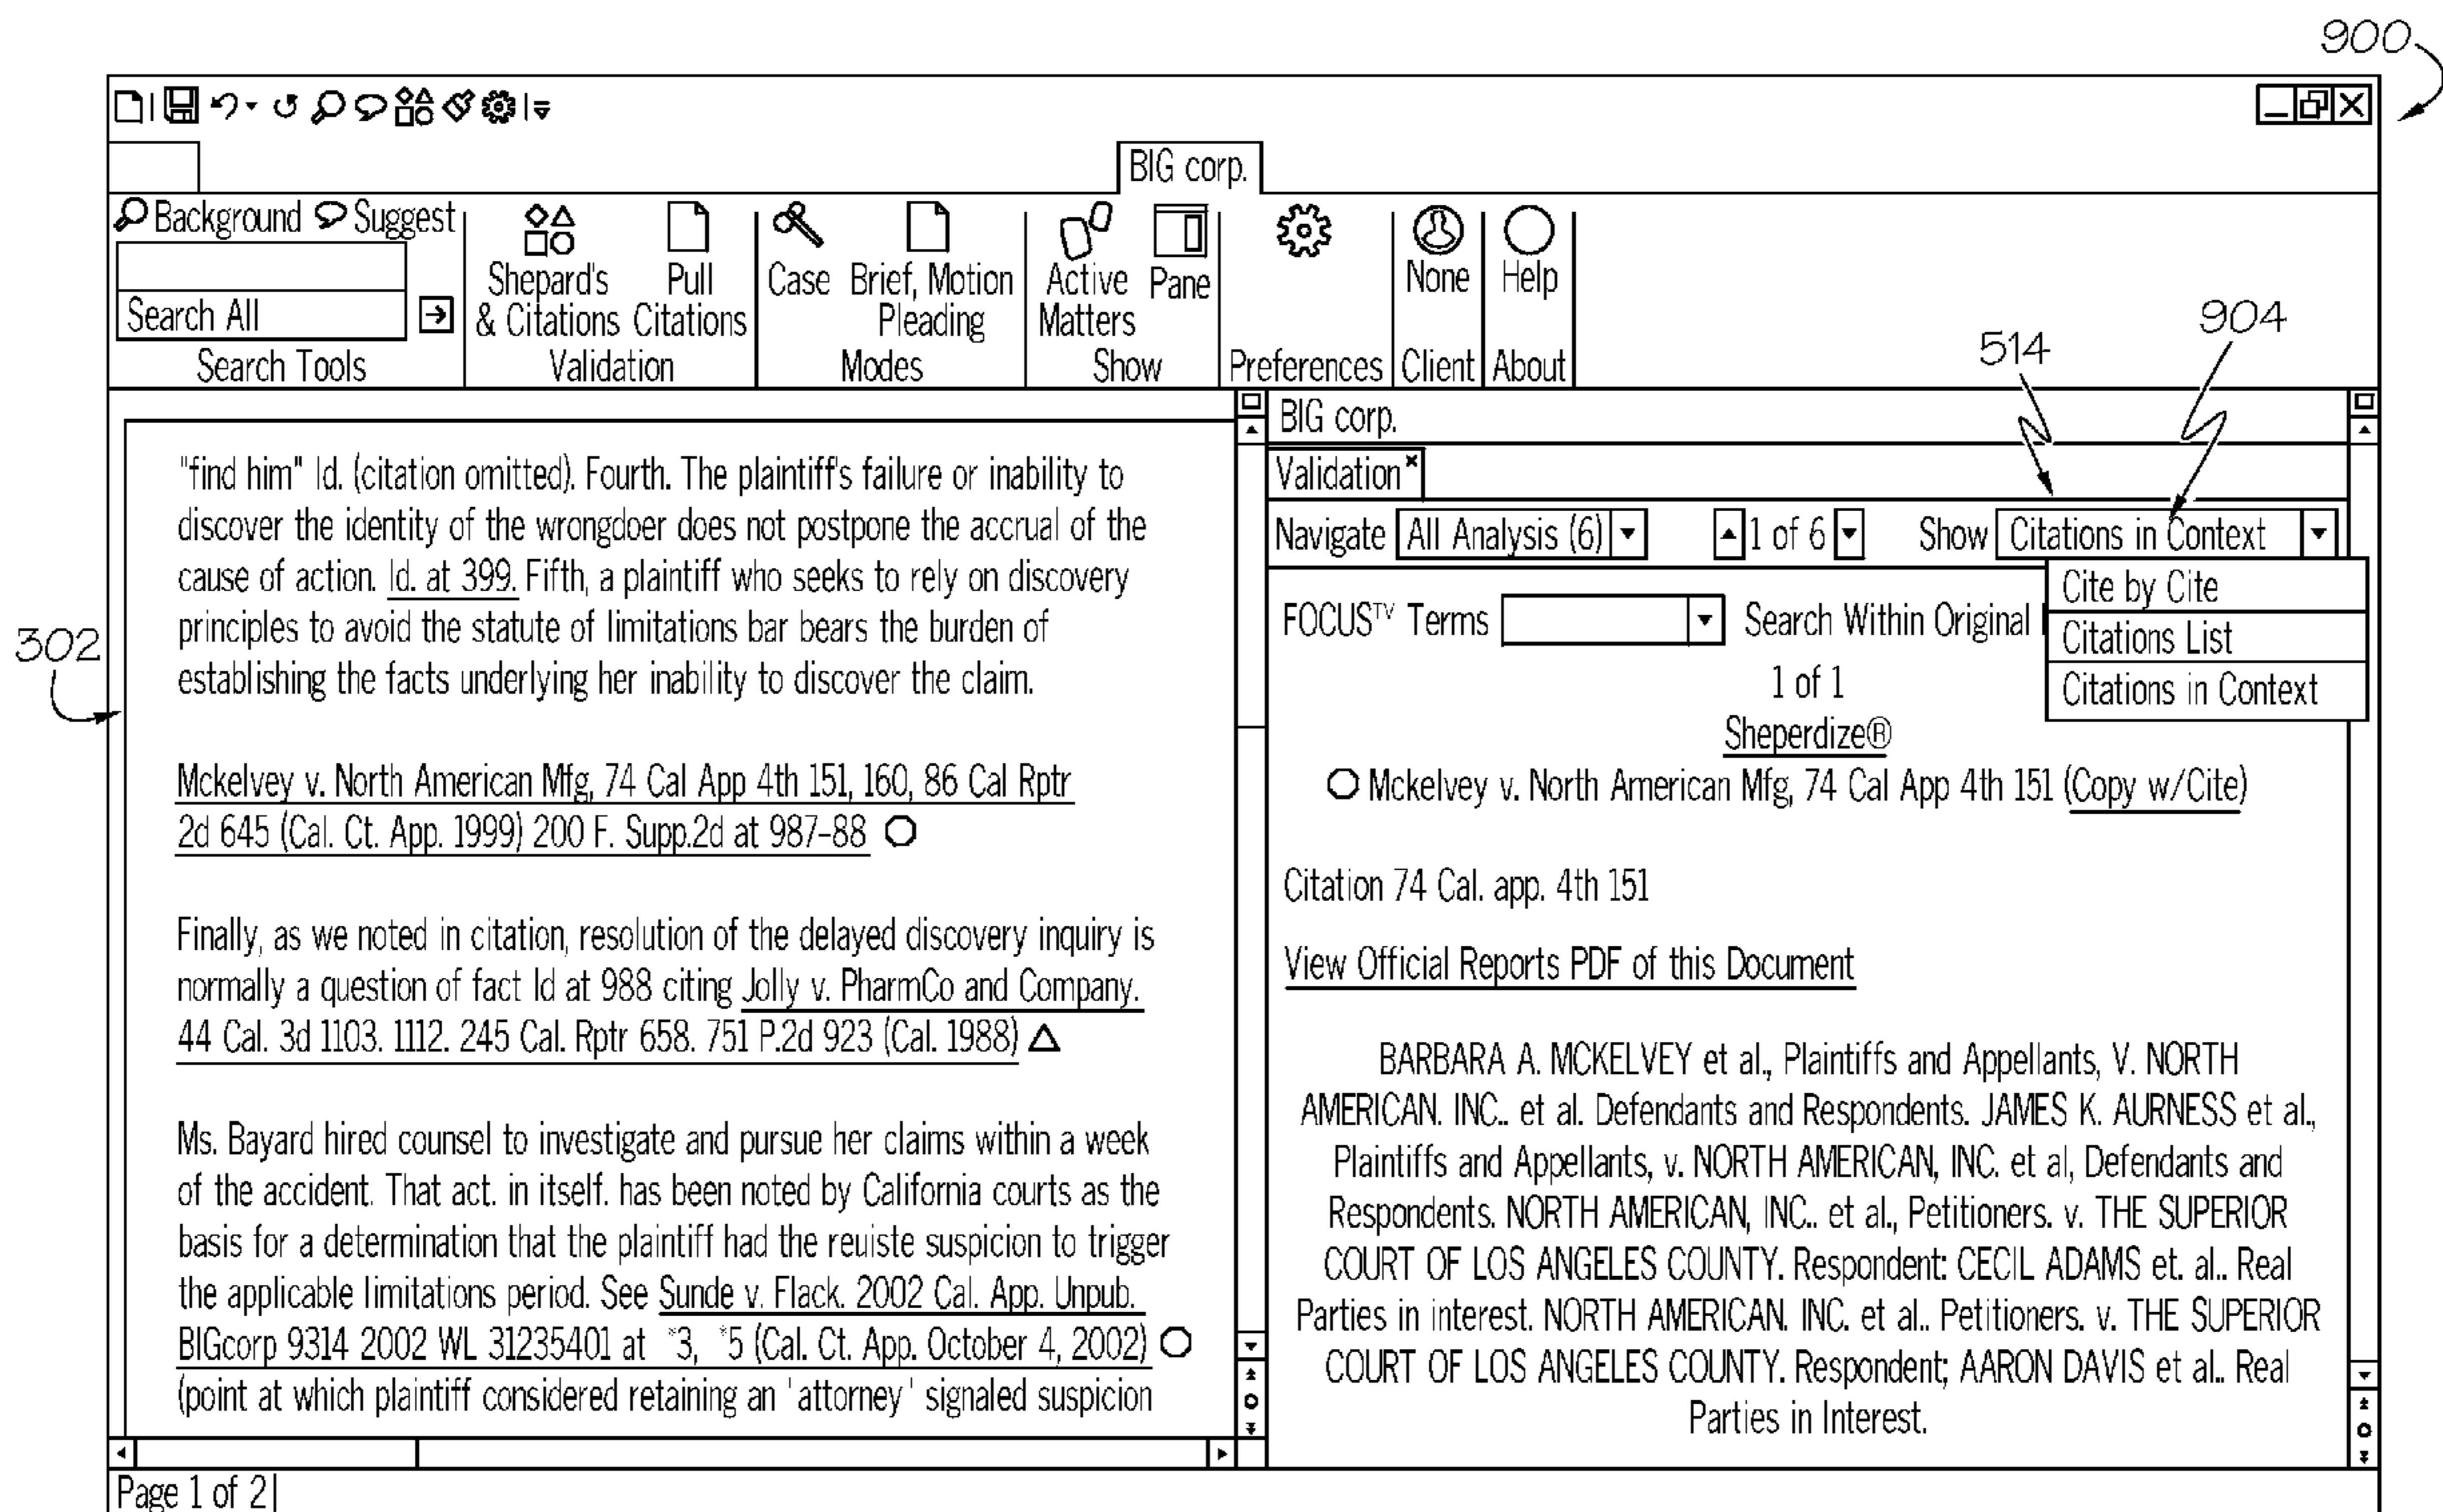 900
BIG corp.
Background Suggest
Search All
Search Tools
Shepard's
& Citations
Pull
Citations
Validation
Case
Brief, Motion
Pleading
Modes
Active
Matters
Pane
Show
Preferences
None
Client
Help
About
514
904
302
"find him" Id. (citation omitted). Fourth. The plaintiff's failure or inability to
discover the identity of the wrongdoer does not postpone the accrual of the
cause of action. Id. at 399. Fifth, a plaintiff who seeks to rely on discovery
principles to avoid the statute of limitations bar bears the burden of
establishing the facts underlying her inability to discover the claim.
Mckelvey v. North American Mfg, 74 Cal App 4th 151, 160, 86 Cal Rptr
2d 645 (Cal. Ct. App. 1999) 200 F. Supp.2d at 987-88
Finally, as we noted in citation, resolution of the delayed discovery inquiry is
normally a question of fact Id at 988 citing Jolly v. PharmCo and Company.
44 Cal. 3d 1103. 1112. 245 Cal. Rptr 658. 751 P.2d 923 (Cal. 1988)
Ms. Bayard hired counsel to investigate and pursue her claims within a week
of the accident. That act. in itself. has been noted by California courts as the
basis for a determination that the plaintiff had the reuiste suspicion to trigger
the applicable limitations period. See Sunde v. Flack. 2002 Cal. App. Unpub.
BIGcorp 9314 2002 WL 31235401 at *3, *5 (Cal. Ct. App. October 4, 2002)
(point at which plaintiff considered retaining an 'attorney' signaled suspicion
Page 1 of 2
BIG corp.
Validation x
Navigate All Analysis (6) 1 of 6 Show Citations in Context
Cite by Cite
Citations List
Citations in Context
FOCUS™ Terms Search Within Original
1 of 1
Sheperdize®
Mckelvey v. North American Mfg, 74 Cal App 4th 151 (Copy w/Cite)
Citation 74 Cal. app. 4th 151
View Official Reports PDF of this Document
BARBARA A. MCKELVEY et al., Plaintiffs and Appellants, V. NORTH
AMERICAN. INC.. et al. Defendants and Respondents. JAMES K. AURNESS et al.,
Plaintiffs and Appellants, v. NORTH AMERICAN, INC. et al, Defendants and
Respondents. NORTH AMERICAN, INC.. et al., Petitioners. v. THE SUPERIOR
COURT OF LOS ANGELES COUNTY. Respondent: CECIL ADAMS et. al.. Real
Parties in interest. NORTH AMERICAN. INC. et al.. Petitioners. v. THE SUPERIOR
COURT OF LOS ANGELES COUNTY. Respondent; AARON DAVIS et al.. Real
Parties in Interest.